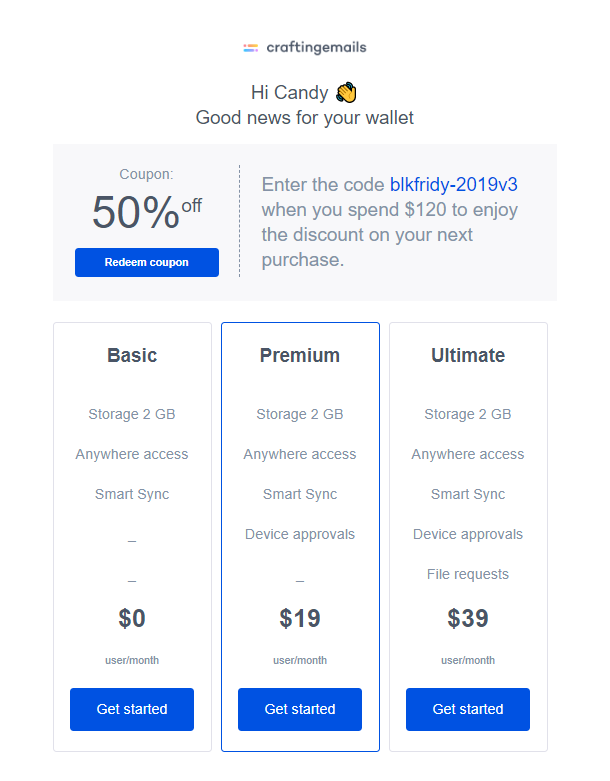 craftingemails
Hi Candy 👋
Good news for your wallet
Coupon:
50% off
Redeem coupon
Enter the code blkfridy-2019v3
when you spend $120 to enjoy
the discount on your next
purchase.
Basic
Storage 2 GB
Anywhere access
Smart Sync
_
_
$0
user/month
Get started
Premium
Storage 2 GB
Anywhere access
Smart Sync
Device approvals
_
$19
user/month
Get started
Ultimate
Storage 2 GB
Anywhere access
Smart Sync
Device approvals
File requests
$39
user/month
Get started